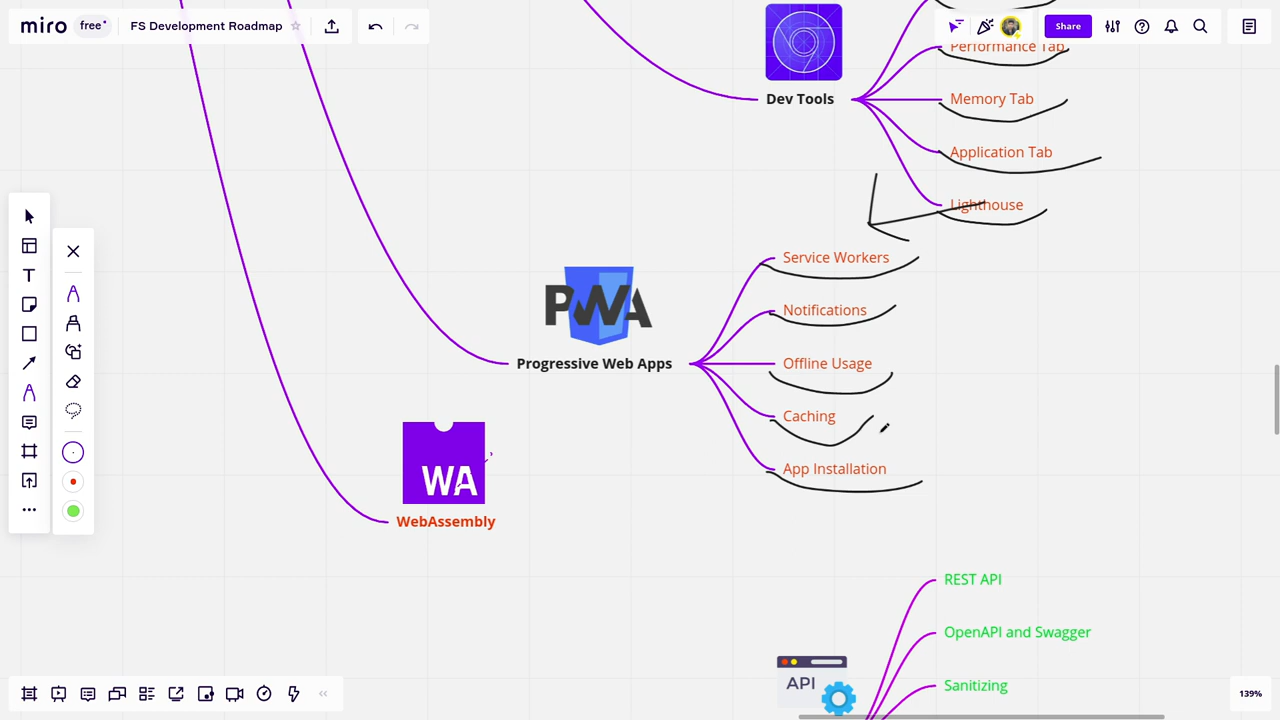 miro
free
FS Development Roadmap
Share
Performance Tab
Dev Tools
Memory Tab
Application Tab
Lighthouse
Service Workers
PWA
Notifications
Progressive Web Apps
Offline Usage
Caching
WA
App Installation
WebAssembly
REST API
OpenAPI and Swagger
API
Sanitizing
139%